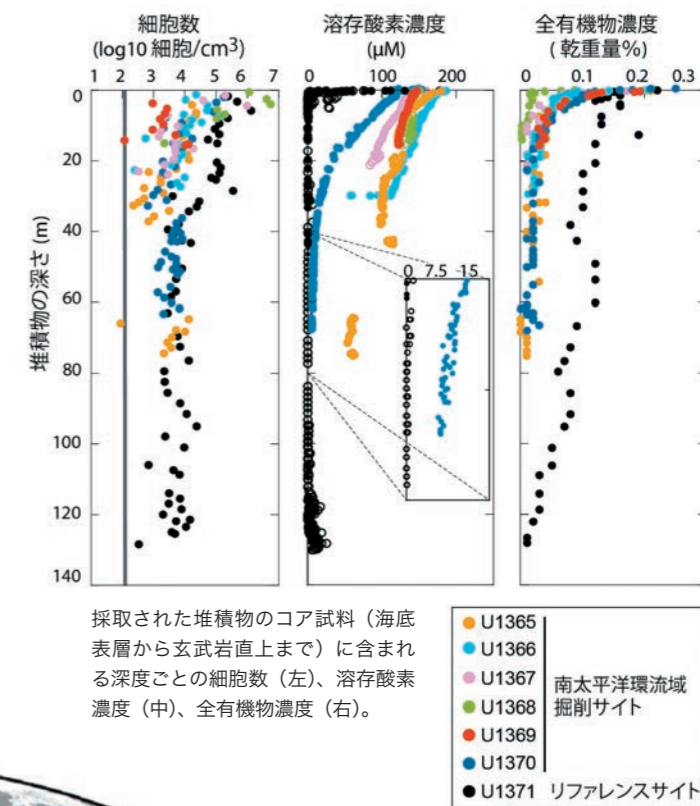 細胞数
(log10 細胞/cm3)
1 2 3 4 5 6 7
溶存酸素濃度
(μM)
0 100 200
全有機物濃度
( 乾重量%)
0 0.1 0.2 0.3
堆積物の深さ (m)
0
20
40
60
80
100
120
140
0 7.5 15
採取された堆積物のコア試料（海底
表層から玄武岩直上まで）に含まれ
る深度ごとの細胞数（左）、溶存酸素
濃度（中）、全有機物濃度（右）。
U1365
U1366
U1367
U1368
U1369
U1370
南太平洋環流域
掘削サイト
U1371 リファレンスサイト